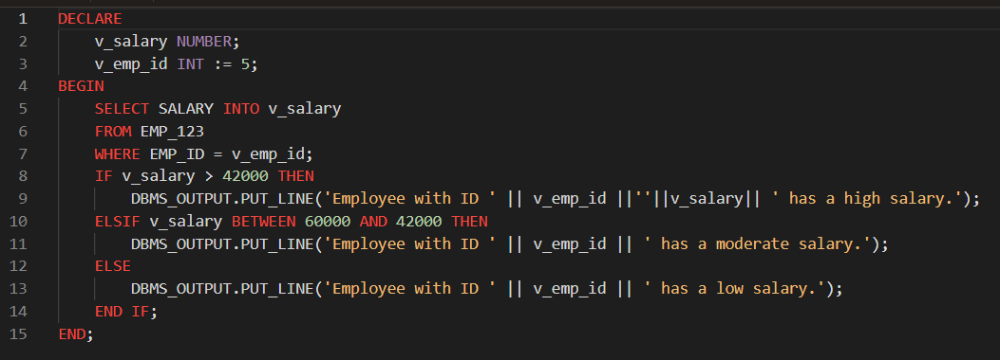 1 DECLARE
2 v_salary NUMBER;
3 v_emp_id INT := 5;
4 BEGIN
5 SELECT SALARY INTO v_salary
6 FROM EMP_123
7 WHERE EMP_ID = v_emp_id;
8 IF v_salary > 42000 THEN
9 DBMS_OUTPUT.PUT_LINE('Employee with ID ' || v_emp_id ||''||v_salary|| ' has a high salary.');
10 ELSIF v_salary BETWEEN 60000 AND 42000 THEN
11 DBMS_OUTPUT.PUT_LINE('Employee with ID ' || v_emp_id || ' has a moderate salary.');
12 ELSE
13 DBMS_OUTPUT.PUT_LINE('Employee with ID ' || v_emp_id || ' has a low salary.');
14 END IF;
15 END;